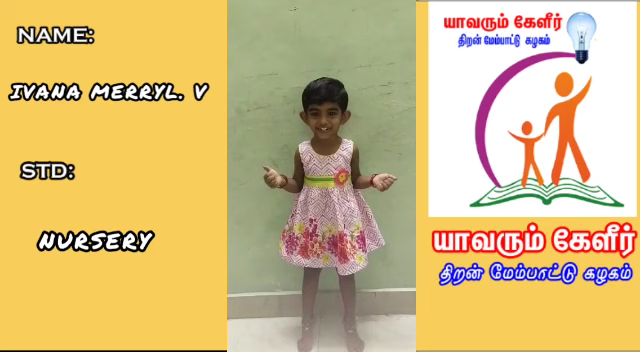 NAME:
IVANA MERRYL. V
STD:
NURSERY
யாவரும் கேளீர்
திறன் மேம்பாட்டு கழகம்
யாவரும் கேளீர்
திறன் மேம்பாட்டு கழகம்